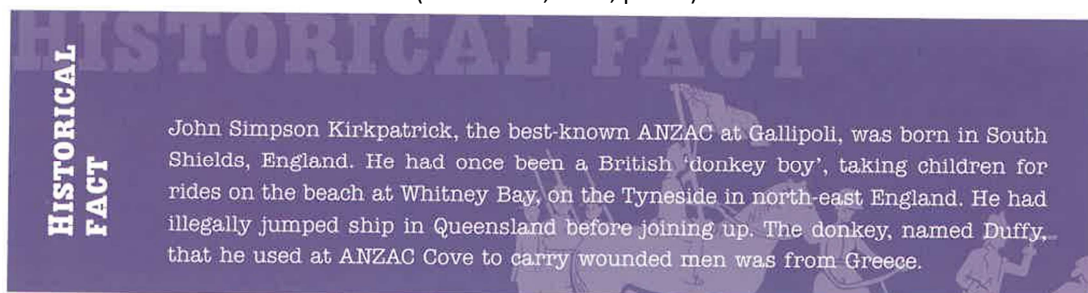 HISTORICAL FACT
HISTORICAL
FACT
John Simpson Kirkpatrick, the best-known ANZAC at Gallipoli, was born in South
Shields, England. He had once been a British ‘donkey boy’, taking children for
rides on the beach at Whitney Bay, on the Tyneside in north-east England. He had
illegally jumped ship in Queensland before joining up. The donkey, named Duffy,
that he used at ANZAC Cove to carry wounded men was from Greece.